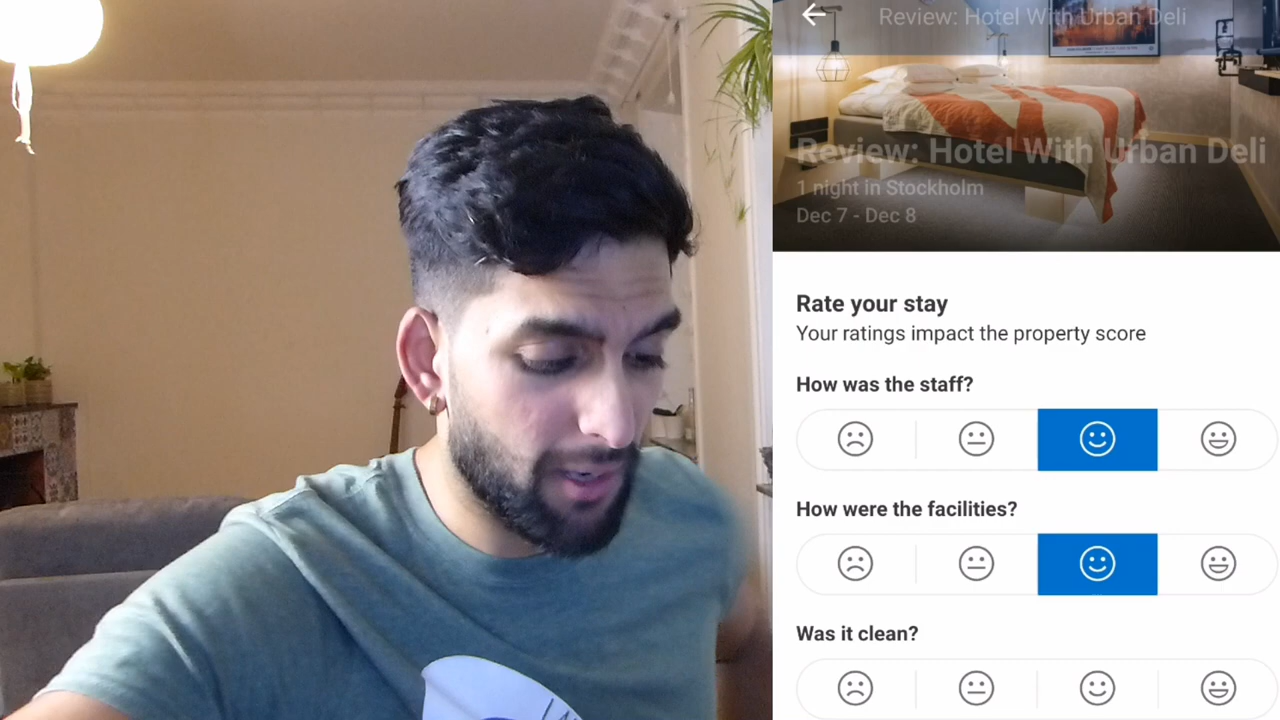 Review: Hotel With Urban Deli
Review: Hotel With Urban Deli
1 night in Stockholm
Dec 7 - Dec 8
Rate your stay
Your ratings impact the property score
How was the staff?
How were the facilities?
Was it clean?